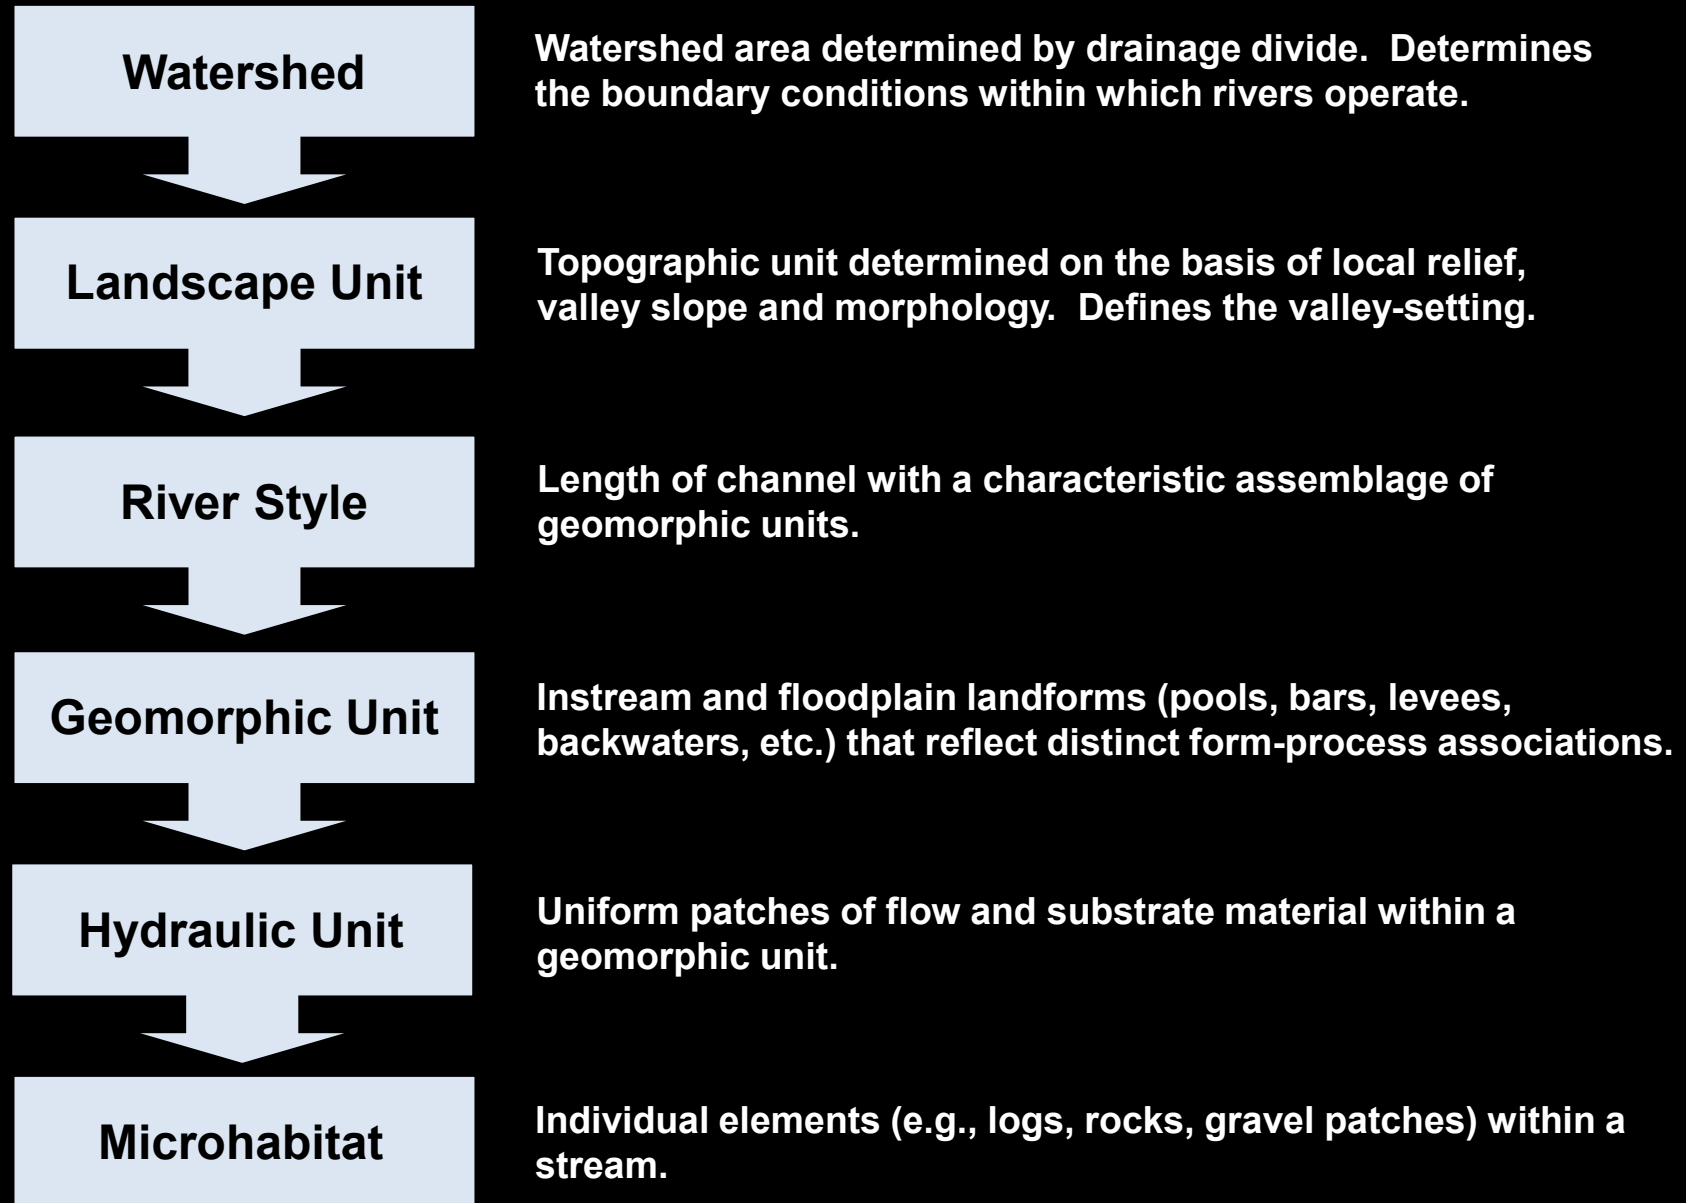 Watershed
Watershed area determined by drainage divide.  Determines
the boundary conditions within which rivers operate.
Landscape Unit
Topographic unit determined on the basis of local relief,
valley slope and morphology.  Defines the valley-setting.
River Style
Length of channel with a characteristic assemblage of
geomorphic units.
Geomorphic Unit
Instream and floodplain landforms (pools, bars, levees,
backwaters, etc.) that reflect distinct form-process associations.
Hydraulic Unit
Uniform patches of flow and substrate material within a
geomorphic unit.
Microhabitat
Individual elements (e.g., logs, rocks, gravel patches) within a
stream.